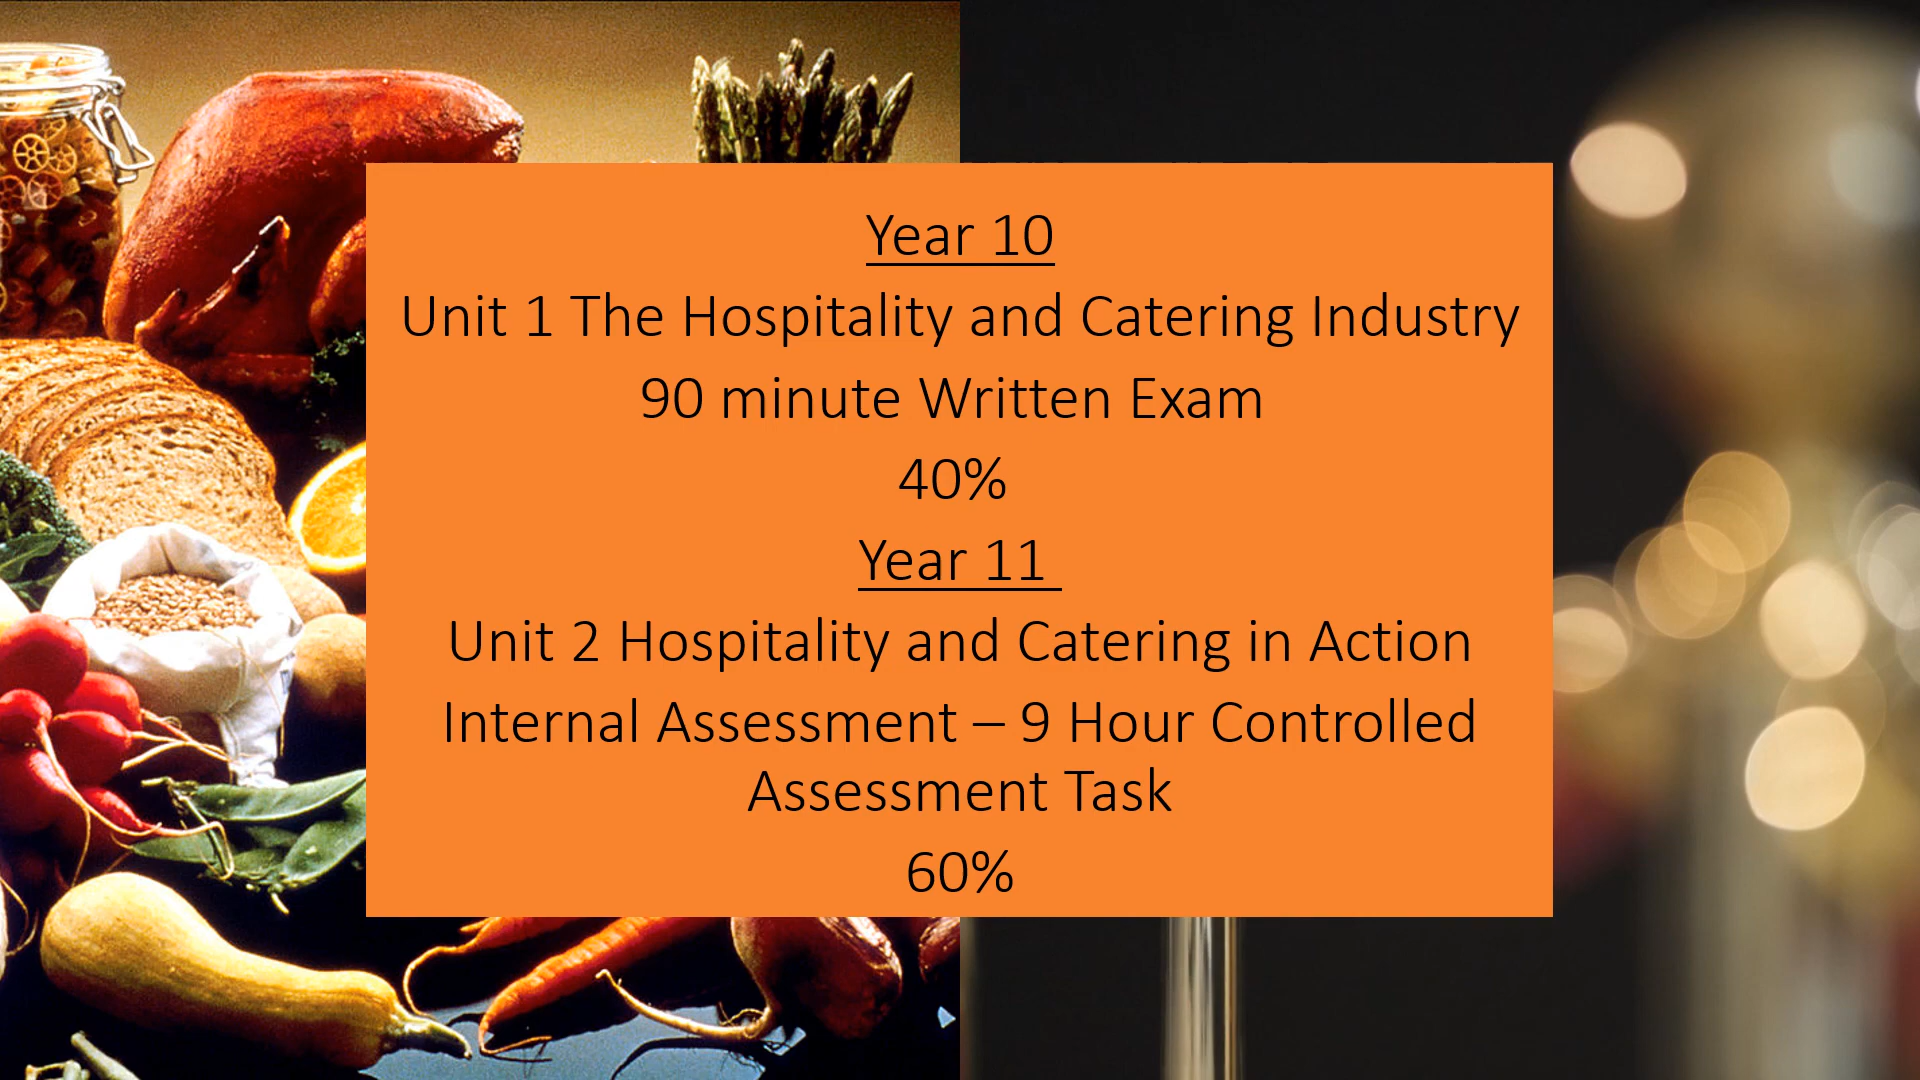 Year 10
Unit 1 The Hospitality and Catering Industry
90 minute Written Exam
40%
Year 11
Unit 2 Hospitality and Catering in Action
Internal Assessment – 9 Hour Controlled
Assessment Task
60%